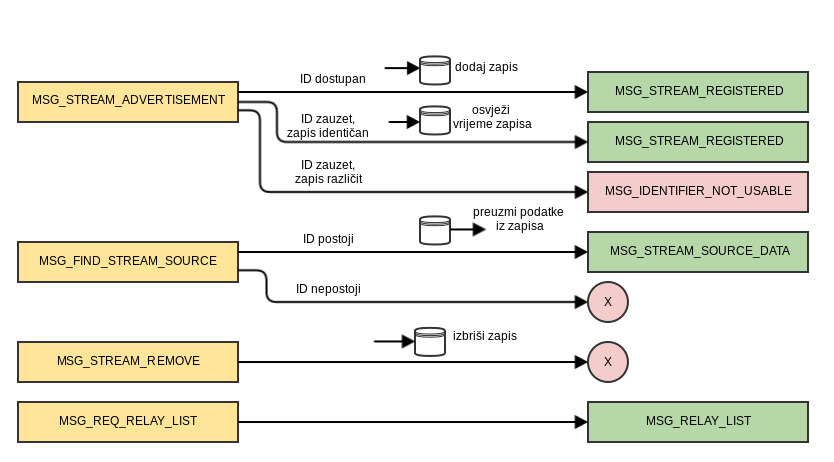 dodaj zapis
ID dostupan
MSG_STREAM_ADVERTISEMENT
MSG_STREAM_REGISTERED
ID zauzet,
zapis identičan
osvježi
vrijeme zapisa
MSG_STREAM_REGISTERED
ID zauzet,
zapis različit
MSG_IDENTIFIER_NOT_USABLE
preuzmi podatke
iz zapisa
ID postoji
MSG_FIND_STREAM_SOURCE
MSG_STREAM_SOURCE_DATA
ID nepostoji
X
izbriši zapis
MSG_STREAM_REMOVE
X
MSG_REQ_RELAY_LIST
MSG_RELAY_LIST